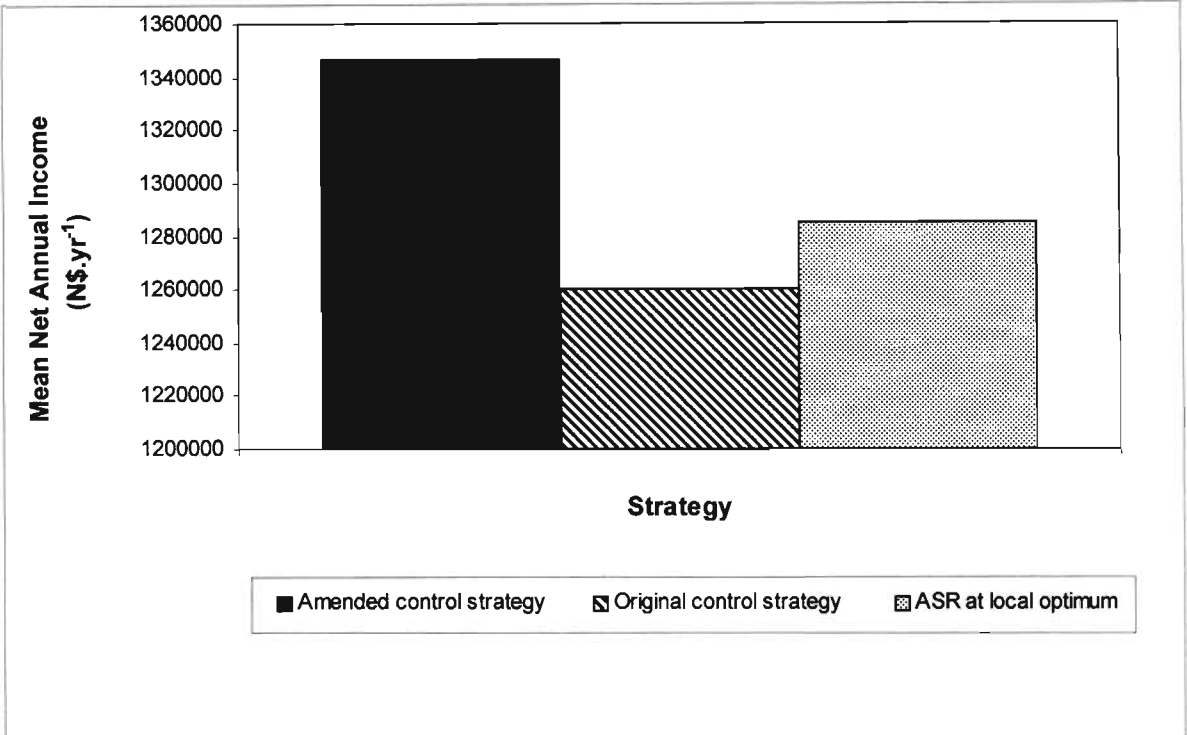 1360000
1340000
1320000
1300000
1280000
1260000
1240000
1220000
1200000
Mean Net Annual Income
(N$.yr-1)
Strategy
Amended control strategy Original control strategy ASR at local optimum